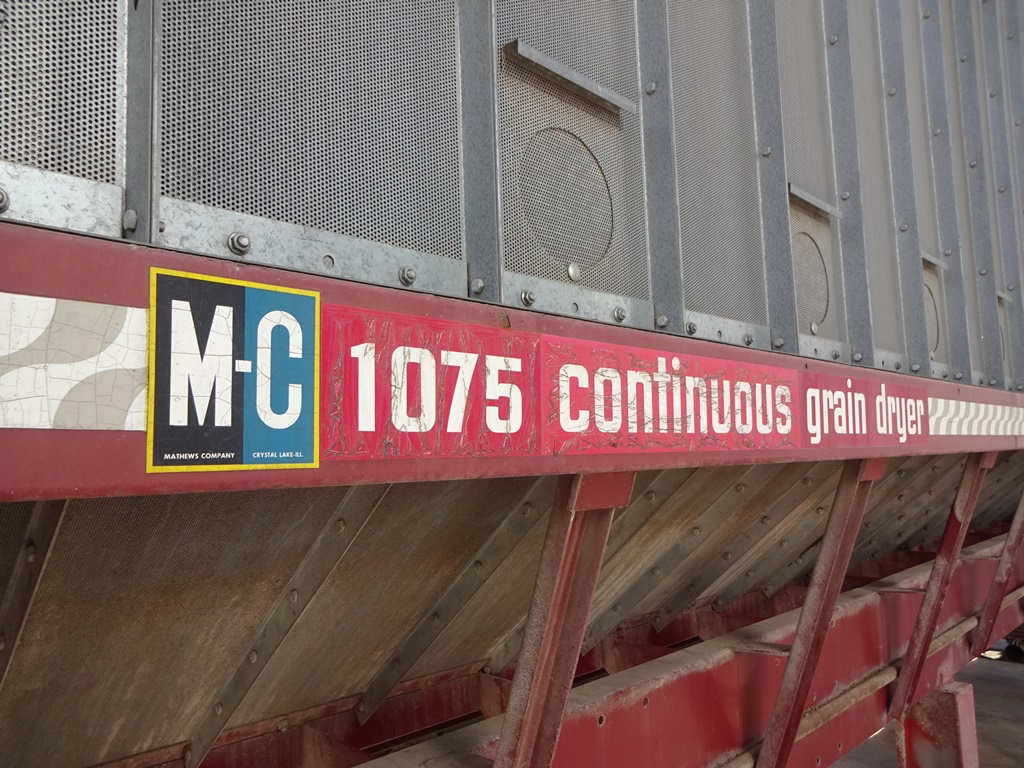 M-C 1075 continuous grain dryer
MATHEWS COMPANY CRYSTAL LAKE-ILL.